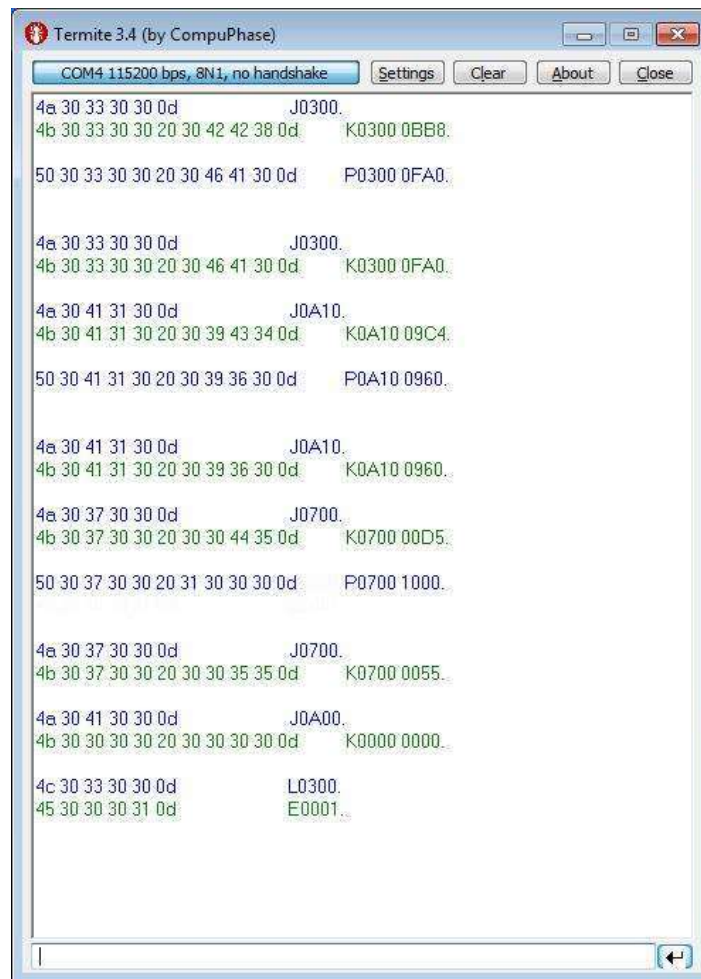 Termite 3.4 (by CompuPhase)
COM4 115200 bps, 8N1, no handshake Settings Clear About Close
4a 30 33 30 30 0d J0300.
4b 30 33 30 30 20 30 42 42 38 0d K0300 0BB8.
50 30 33 30 30 20 30 46 41 30 0d P0300 0FA0.
4a 30 33 30 30 0d J0300.
4b 30 33 30 30 20 30 46 41 30 0d K0300 0FA0.
4a 30 41 31 30 0d J0A10.
4b 30 41 31 30 20 30 39 43 34 0d K0A10 09C4.
50 30 41 31 30 20 30 39 36 30 0d P0A10 0960.
4a 30 41 31 30 0d J0A10.
4b 30 41 31 30 20 30 39 36 30 0d K0A10 0960.
4a 30 37 30 30 0d J0700.
4b 30 37 30 30 20 30 30 44 35 0d K0700 00D5.
50 30 37 30 30 20 31 30 30 30 0d P0700 1000.
4a 30 37 30 30 0d J0700.
4b 30 37 30 30 20 30 30 35 35 0d K0700 0055.
4a 30 41 30 30 0d J0A00.
4b 30 30 30 30 20 30 30 30 30 0d K0000 0000.
4c 30 33 30 30 0d L0300.
45 30 30 30 31 0d E0001.